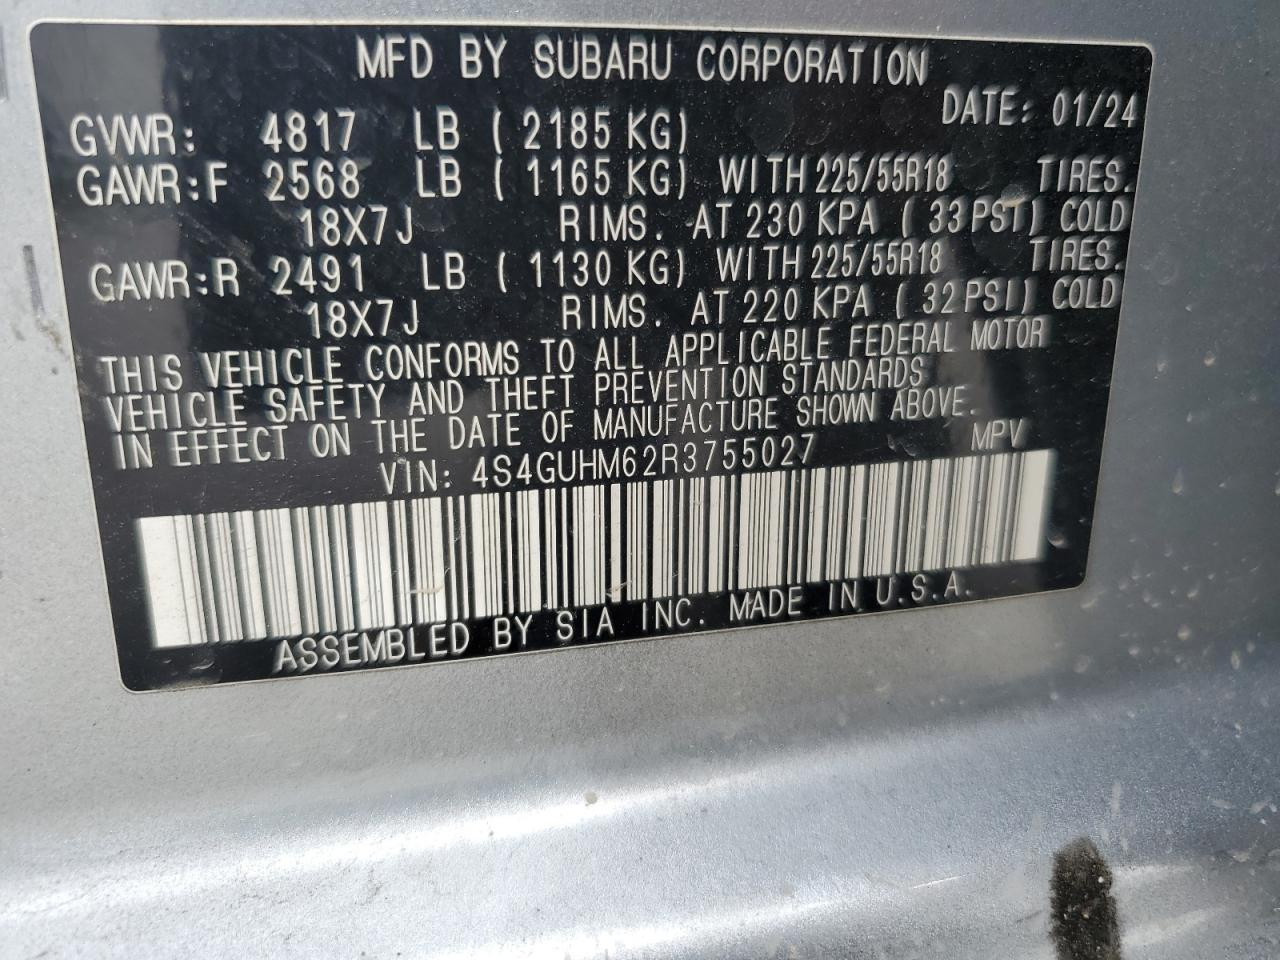 MFD BY SUBARU CORPORATION
DATE: 01/24
GVWR: 4817 LB ( 2185 KG)
GAWR:F 2568 LB ( 1165 KG) WITH 225/55R18 TIRES.
18X7J RIMS. AT 230 KPA ( 33 PSI) COLD
GAWR:R 2491 LB ( 1130 KG) WITH 225/55R18 TIRES.
18X7J RIMS. AT 220 KPA ( 32 PSI) COLD
THIS VEHICLE CONFORMS TO ALL APPLICABLE FEDERAL MOTOR
VEHICLE SAFETY AND THEFT PREVENTION STANDARDS
IN EFFECT ON THE DATE OF MANUFACTURE SHOWN ABOVE.
VIN: 4S4GUHM62R3755027 MPV
ASSEMBLED BY SIA INC. MADE IN U.S.A.